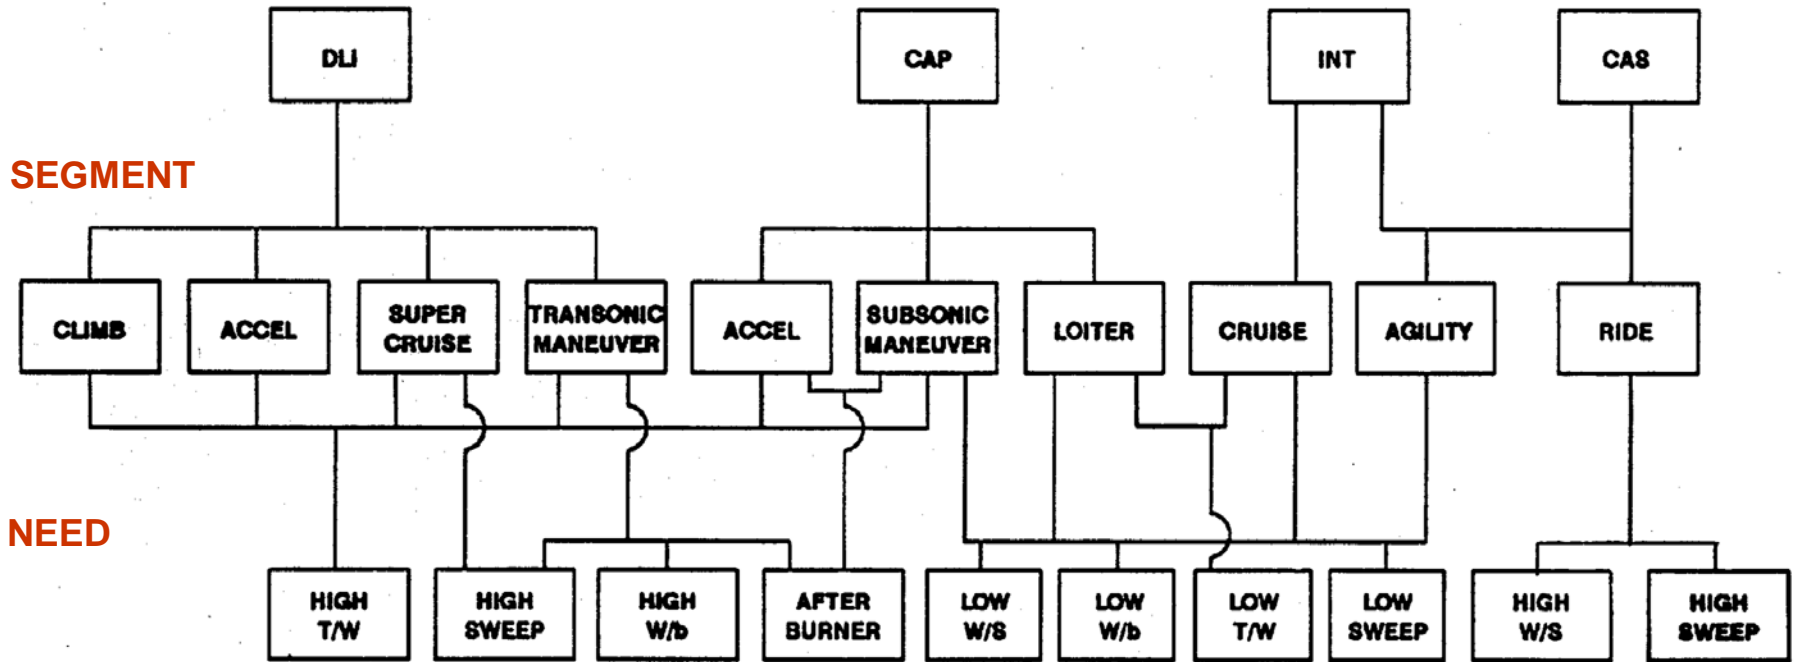 DLI
CAP
INT
CAS
SEGMENT
CLIMB
ACCEL
SUPER
CRUISE
TRANSONIC
MANEUVER
ACCEL
SUBSONIC
MANEUVER
LOITER
CRUISE
AGILITY
RIDE
NEED
HIGH
T/W
HIGH
SWEEP
HIGH
W/b
AFTER
BURNER
LOW
W/S
LOW
W/b
LOW
T/W
LOW
SWEEP
HIGH
W/S
HIGH
SWEEP